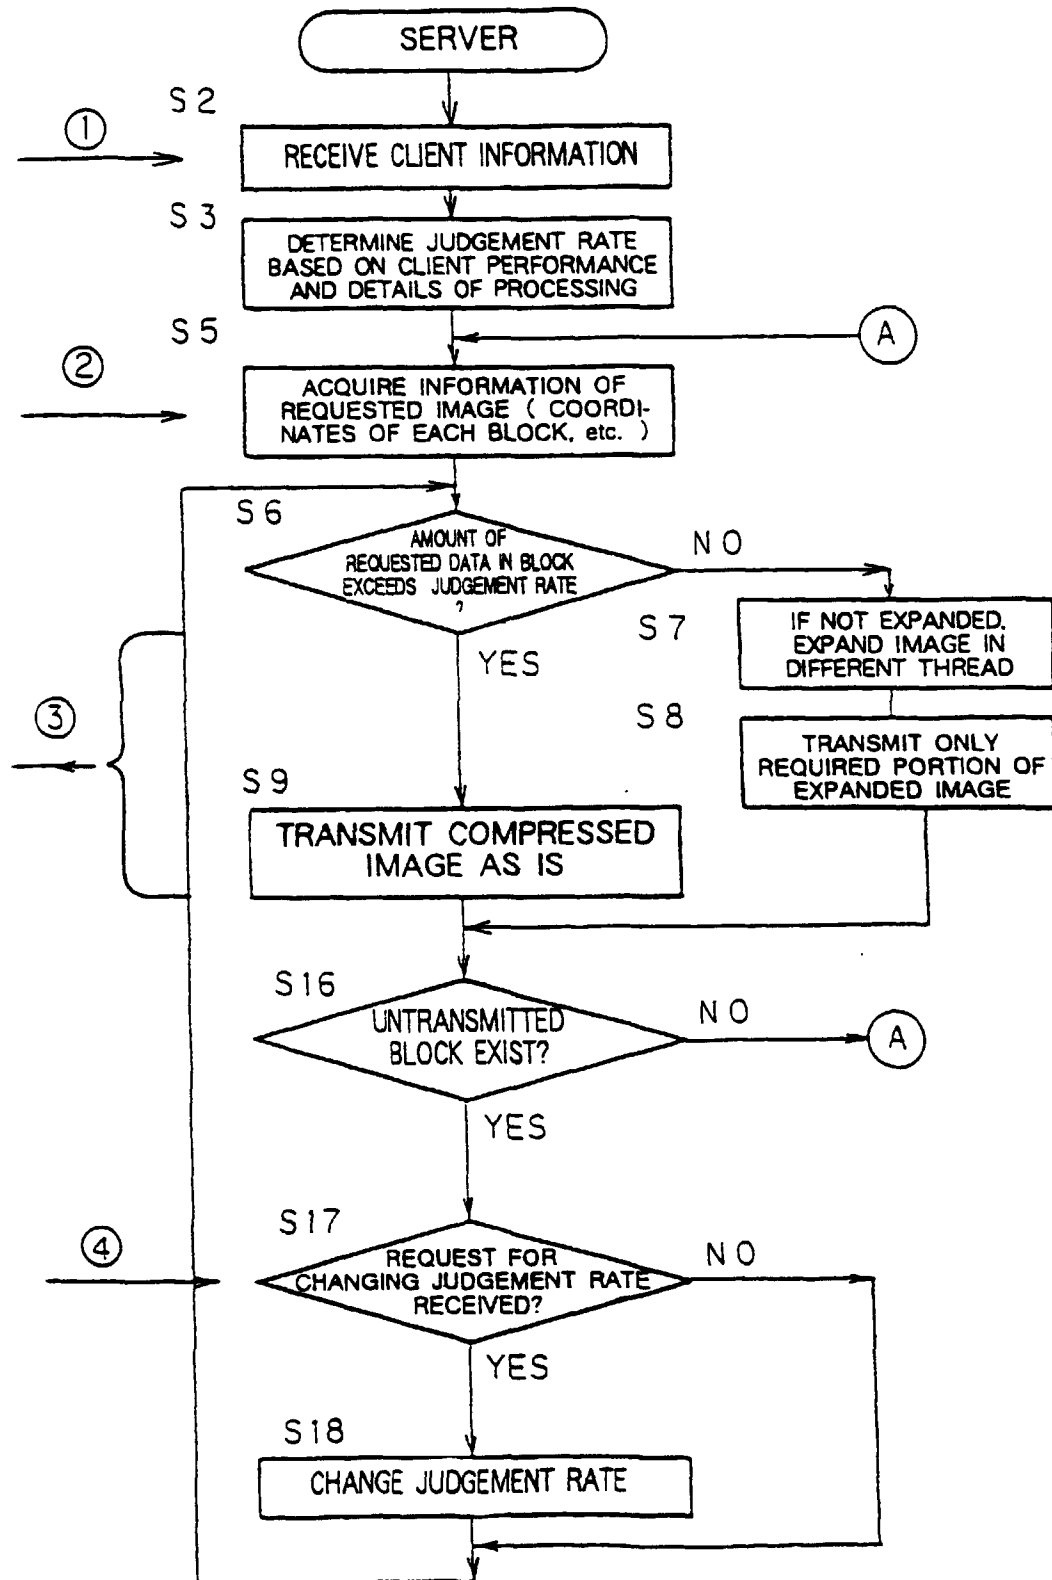 SERVER
S2
①
RECEIVE CLIENT INFORMATION
S3
DETERMINE JUDGEMENT RATE
BASED ON CLIENT PERFORMANCE
AND DETAILS OF PROCESSING
S5
A
②
ACQUIRE INFORMATION OF
REQUESTED IMAGE ( COORDI-
NATES OF EACH BLOCK, etc. )
S6
AMOUNT OF
REQUESTED DATA IN BLOCK
EXCEEDS JUDGEMENT RATE
?
NO
YES
S7
IF NOT EXPANDED,
EXPAND IMAGE IN
DIFFERENT THREAD
S8
TRANSMIT ONLY
REQUIRED PORTION OF
EXPANDED IMAGE
③
S9
TRANSMIT COMPRESSED
IMAGE AS IS
S16
UNTRANSMITTED
BLOCK EXIST?
NO
A
YES
S17
④
REQUEST FOR
CHANGING JUDGEMENT RATE
RECEIVED?
NO
YES
S18
CHANGE JUDGEMENT RATE